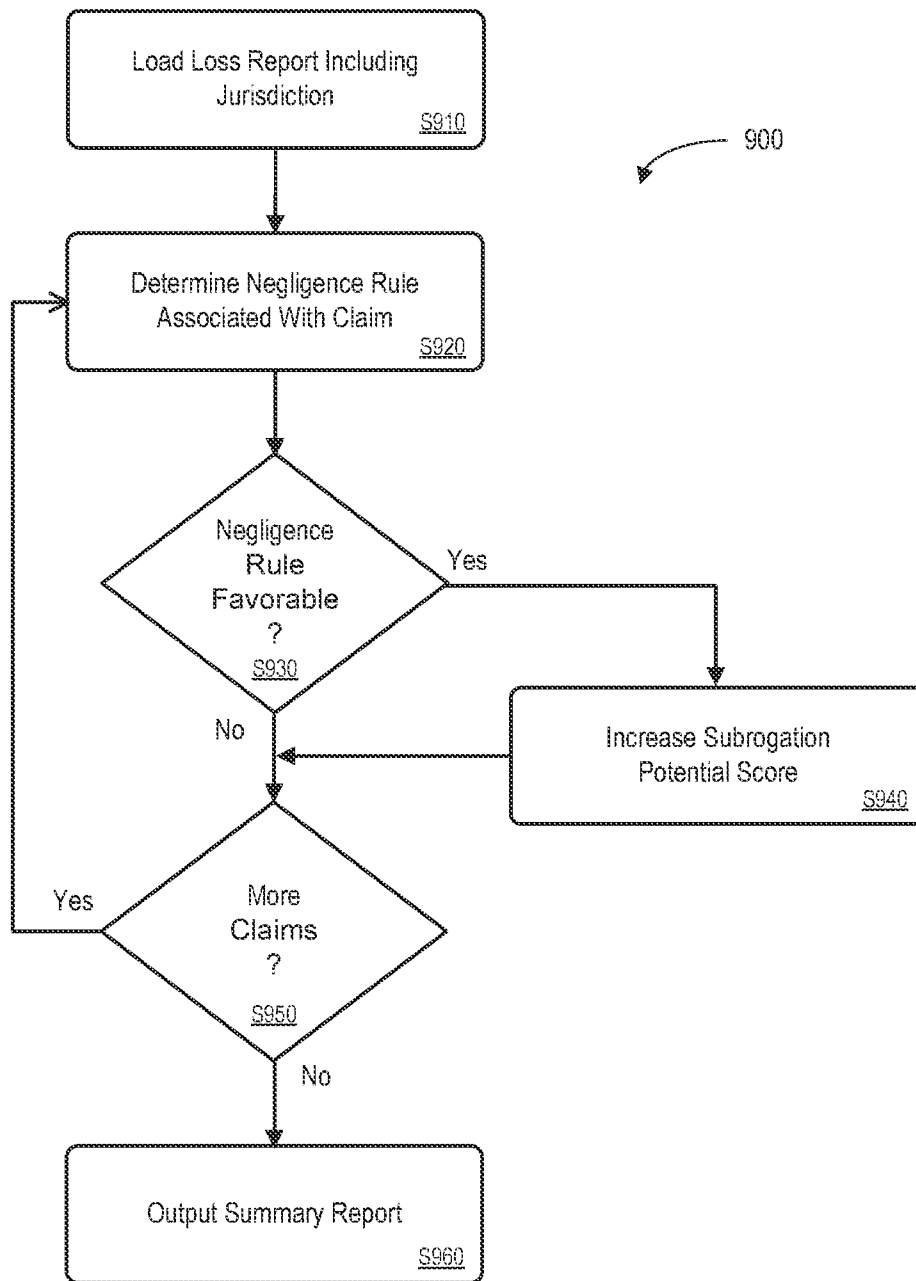 Load Loss Report Including
Jurisdiction
S910
900
Determine Negligence Rule
Associated With Claim
S920
Negligence
Rule
Favorable
?
S930
Yes
No
Increase Subrogation
Potential Score
S940
More
Claims
?
S950
Yes
No
Output Summary Report
S960